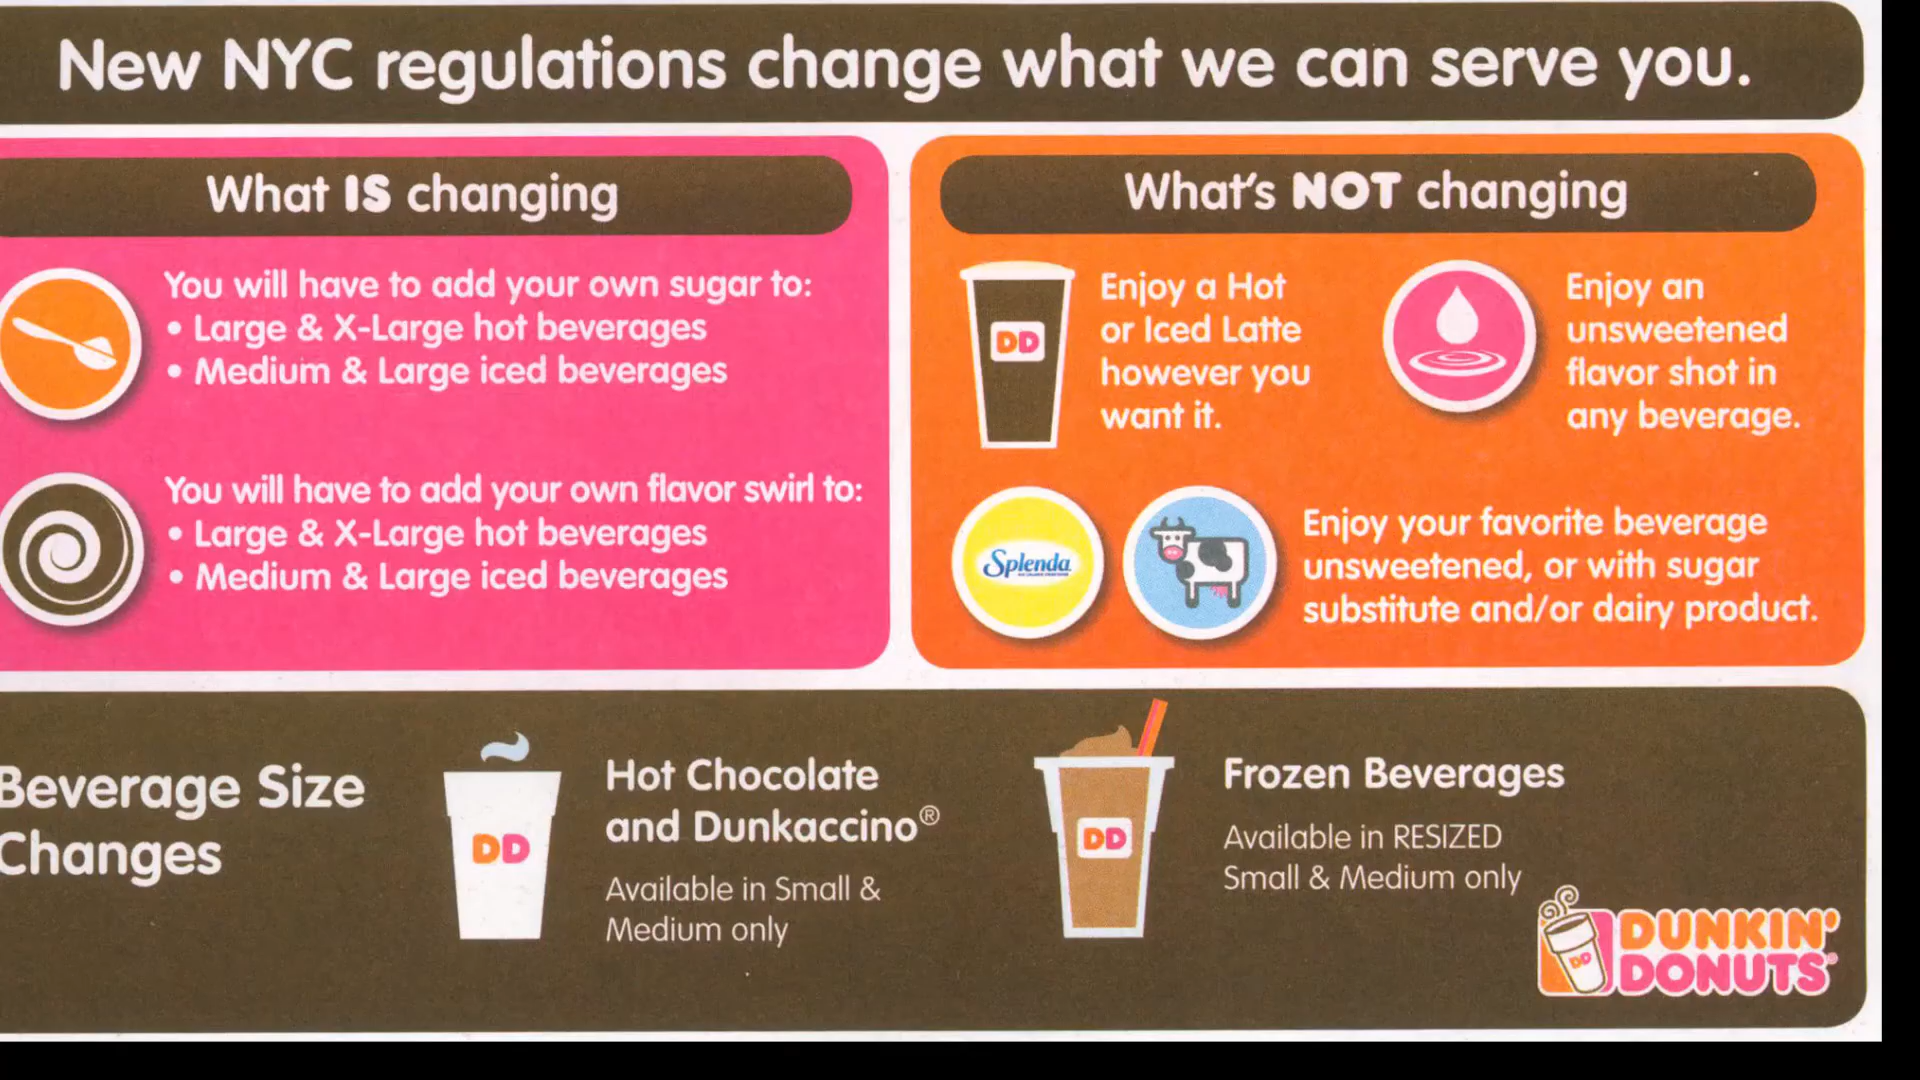 New NYC regulations change what we can serve you.
What IS changing
You will have to add your own sugar to:
• Large & X-Large hot beverages
• Medium & Large iced beverages
You will have to add your own flavor swirl to:
• Large & X-Large hot beverages
• Medium & Large iced beverages
What's NOT changing
DD
Enjoy a Hot
or Iced Latte
however you
want it.
Enjoy an
unsweetened
flavor shot in
any beverage.
Splenda
Enjoy your favorite beverage
unsweetened, or with sugar
substitute and/or dairy product.
Beverage Size
Changes
DD
Hot Chocolate
and Dunkaccino®
Available in Small &
Medium only
DD
Frozen Beverages
Available in RESIZED
Small & Medium only
DD
DUNKIN'
DONUTS®